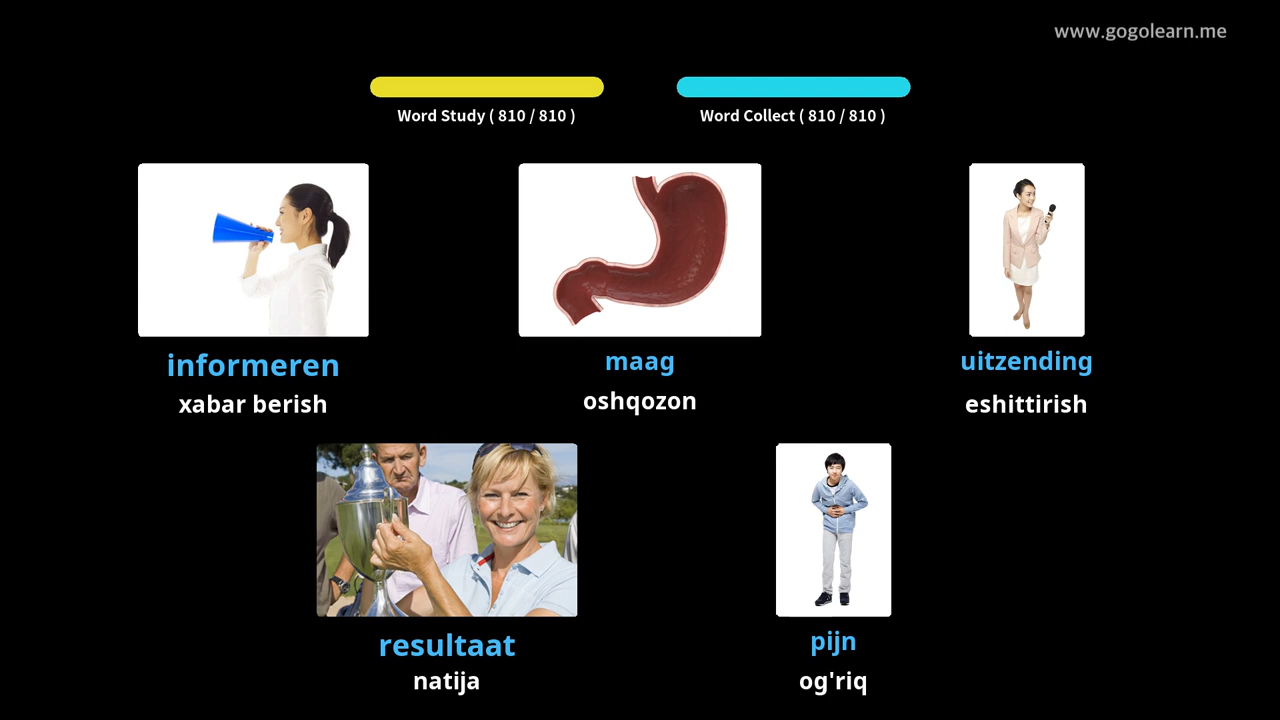 www.gogolearn.me
Word Study ( 810 / 810 )
Word Collect ( 810 / 810 )
informeren
xabar berish
maag
oshqozon
uitzending
eshittirish
resultaat
natija
pijn
og'riq